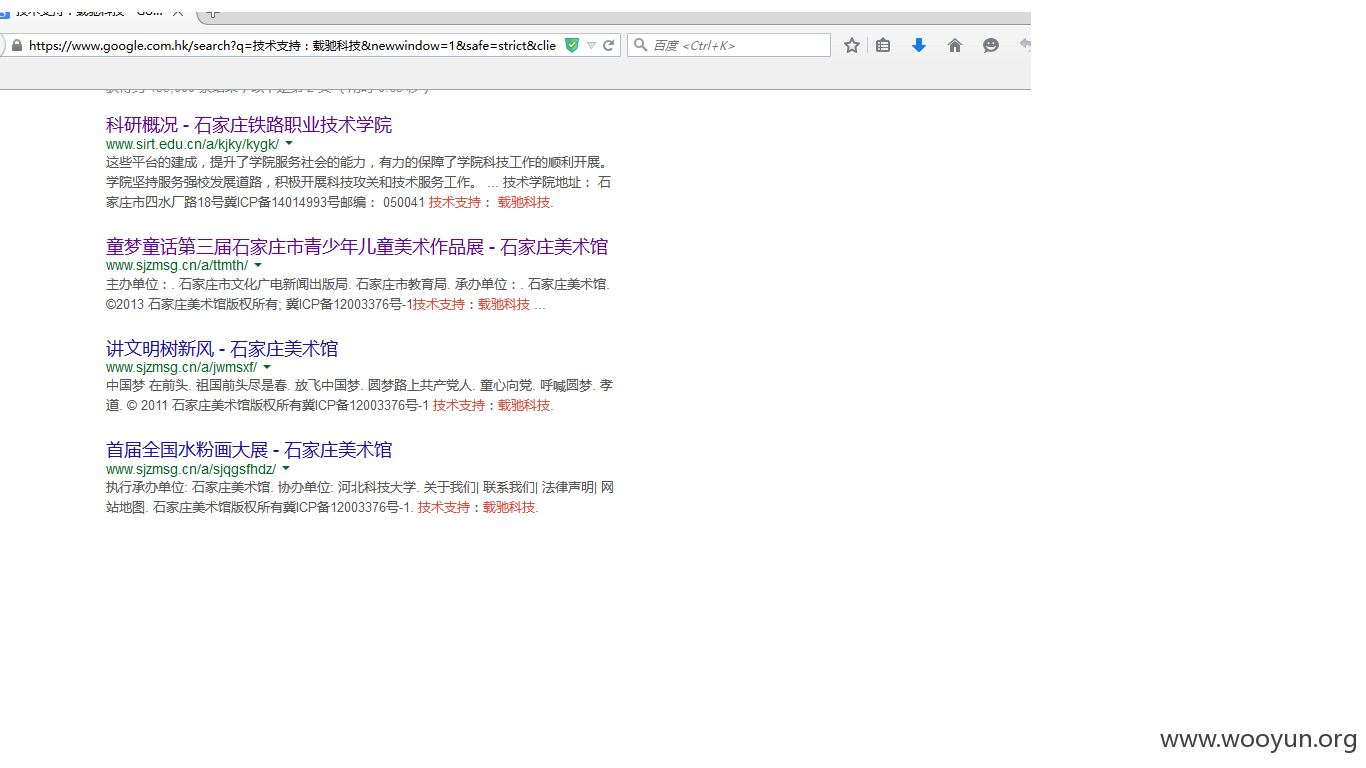 https://www.google.com.hk/search?q=技术支持：载驰科技&newwindow=1&safe=strict&clie
百度 <Ctrl+K>
科研概况 - 石家庄铁路职业技术学院
www.sirt.edu.cn/a/kjky/kygk/
这些平台的建成，提升了学院服务社会的能力，有力的保障了学院科技工作的顺利开展。
学院坚持服务强校发展道路，积极开展科技攻关和技术服务工作。 ... 技术学院地址： 石
家庄市四水厂路18号冀ICP备14014993号邮编： 050041 技术支持： 载驰科技.
童梦童话第三届石家庄市青少年儿童美术作品展 - 石家庄美术馆
www.sjzmsg.cn/a/ttmth/
主办单位：. 石家庄市文化广电新闻出版局. 石家庄市教育局. 承办单位：. 石家庄美术馆.
©2013 石家庄美术馆版权所有; 冀ICP备12003376号-1技术支持：载驰科技 ...
讲文明树新风 - 石家庄美术馆
www.sjzmsg.cn/a/jwmsxf/
中国梦 在前头. 祖国前头尽是春. 放飞中国梦. 圆梦路上共产党人. 童心向党. 呼喊圆梦. 孝
道. © 2011 石家庄美术馆版权所有冀ICP备12003376号-1 技术支持：载驰科技.
首届全国水粉画大展 - 石家庄美术馆
www.sjzmsg.cn/a/sjqgsfhdz/
执行承办单位: 石家庄美术馆. 协办单位: 河北科技大学. 关于我们| 联系我们| 法律声明| 网
站地图. 石家庄美术馆版权所有冀ICP备12003376号-1. 技术支持：载驰科技.
www.wooyun.org